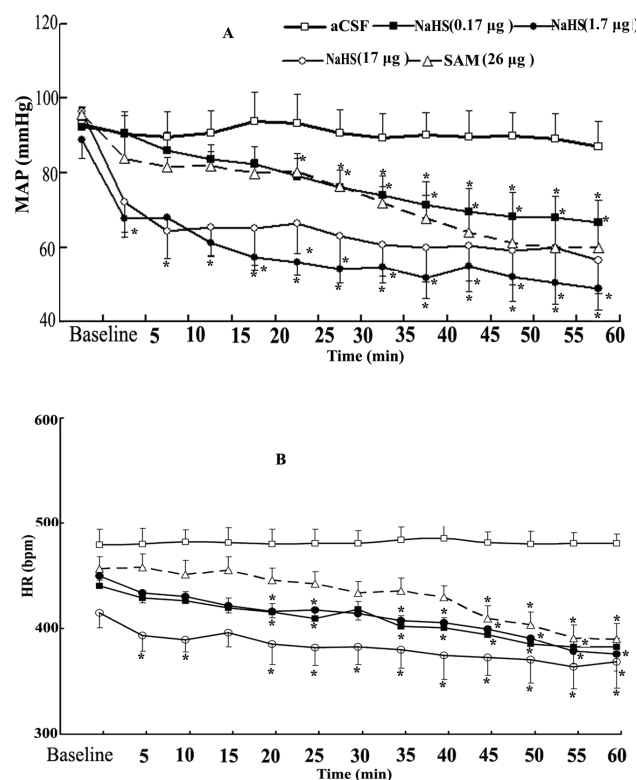 A
aCSF NaHS(0.17 µg ) NaHS(1.7 µg )
NaHS(17 µg ) SAM(26 µg )
MAP (mmHg)
120
100
80
60
40
Baseline 5 10 15 20 25 30 35 40 45 50 55 60
Time (min)
* * * * * * * *
* * * * * * * *
* * * * * * * * * * * *
* * * * * * * * * * * *
B
HR (bpm)
600
500
400
300
* * * * * * * * *
* * * * * * * * *
* * * * * * * * * * *
Baseline 5 10 15 20 25 30 35 40 45 50 55 60
Time (min)